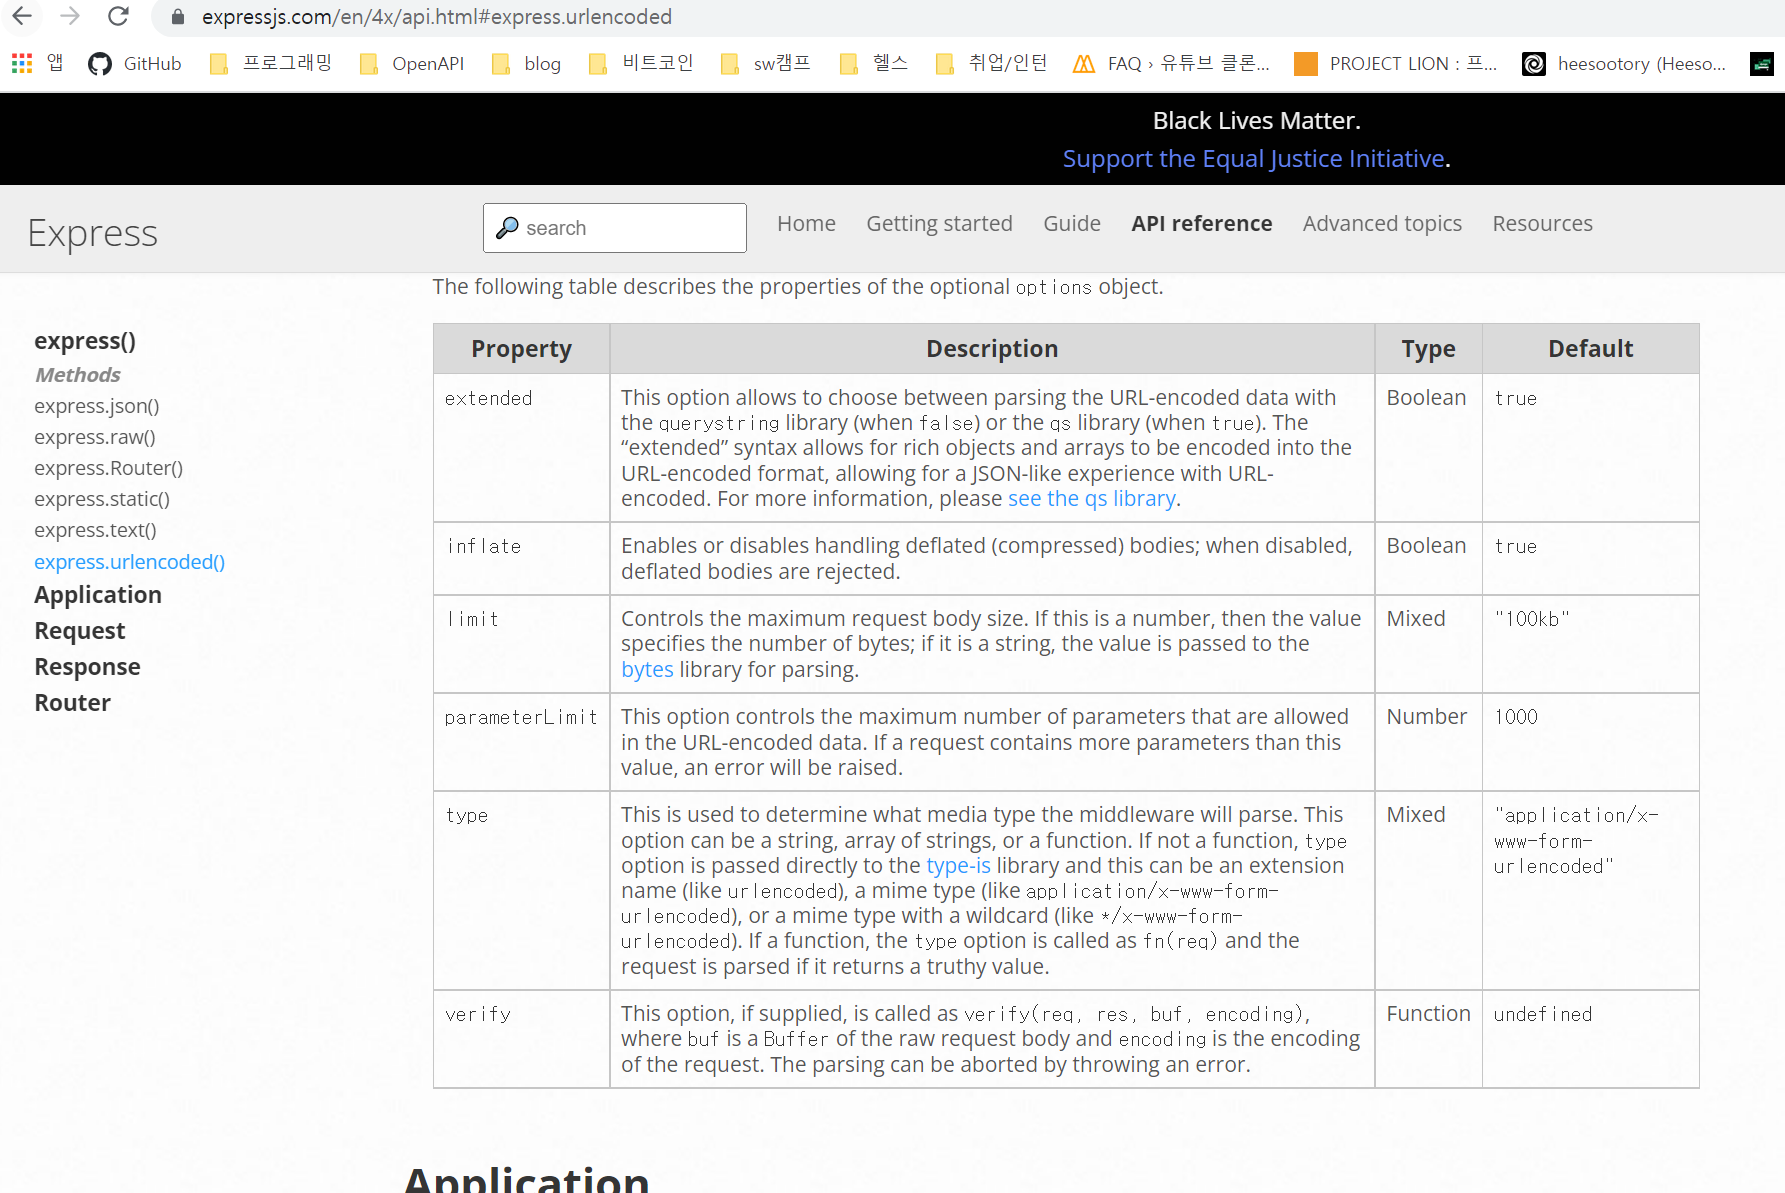 expressjs.com/en/4x/api.html#express.urlencoded
앱 GitHub 프로그래밍 OpenAPI blog 비트코인 sw캠프 헬스 취업/인턴 FAQ › 유튜브 클론... PROJECT LION : 프... heesootory (Heeso...
Black Lives Matter.
Support the Equal Justice Initiative.
Express
search
Home Getting started Guide API reference Advanced topics Resources
express()
Methods
express.json()
express.raw()
express.Router()
express.static()
express.text()
express.urlencoded()
Application
Request
Response
Router
The following table describes the properties of the optional options object.
Property Description Type Default
extended
This option allows to choose between parsing the URL-encoded data with
the querystring library (when false) or the qs library (when true). The
“extended” syntax allows for rich objects and arrays to be encoded into the
URL-encoded format, allowing for a JSON-like experience with URL-
encoded. For more information, please see the qs library.
Boolean
true
inflate
Enables or disables handling deflated (compressed) bodies; when disabled,
deflated bodies are rejected.
Boolean
true
limit
Controls the maximum request body size. If this is a number, then the value
specifies the number of bytes; if it is a string, the value is passed to the
bytes library for parsing.
Mixed
"100kb"
parameterLimit
This option controls the maximum number of parameters that are allowed
in the URL-encoded data. If a request contains more parameters than this
value, an error will be raised.
Number
1000
type
This is used to determine what media type the middleware will parse. This
option can be a string, array of strings, or a function. If not a function, type
option is passed directly to the type-is library and this can be an extension
name (like urlencoded), a mime type (like application/x-www-form-
urlencoded), or a mime type with a wildcard (like */x-www-form-
urlencoded). If a function, the type option is called as fn(req) and the
request is parsed if it returns a truthy value.
Mixed
"application/x-
www-form-
urlencoded"
verify
This option, if supplied, is called as verify(req, res, buf, encoding),
where buf is a Buffer of the raw request body and encoding is the encoding
of the request. The parsing can be aborted by throwing an error.
Function
undefined
Application